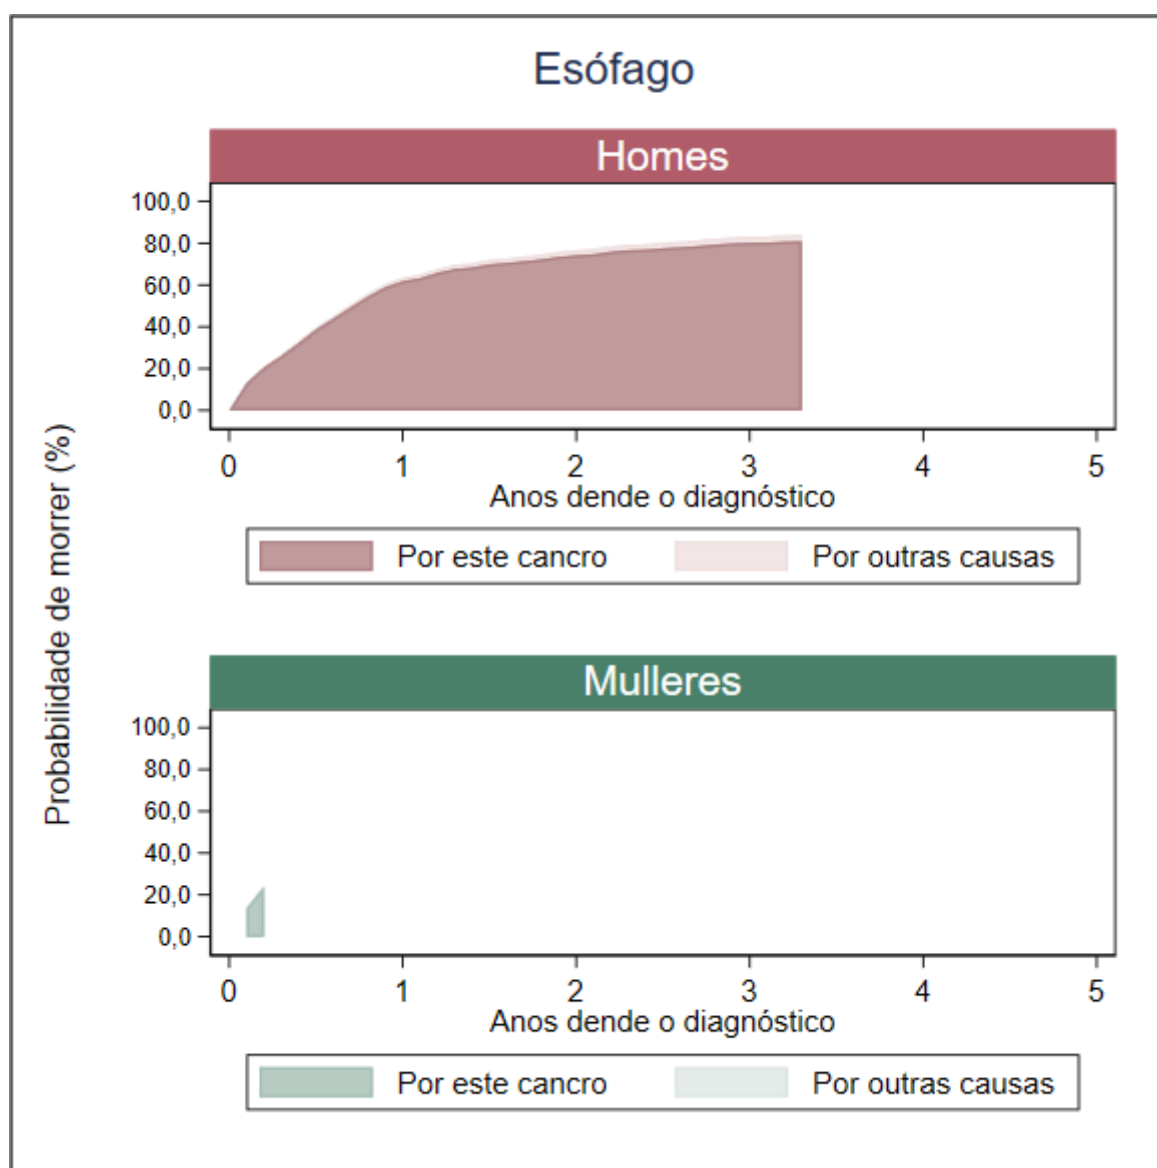 Esófago
Probabilidade de morrer (%)
Homes
100,0
80,0
60,0
40,0
20,0
0,0
0 1 2 3 4 5
Anos dende o diagnóstico
Por este cancro Por outras causas
Mulleres
100,0
80,0
60,0
40,0
20,0
0,0
0 1 2 3 4 5
Anos dende o diagnóstico
Por este cancro Por outras causas